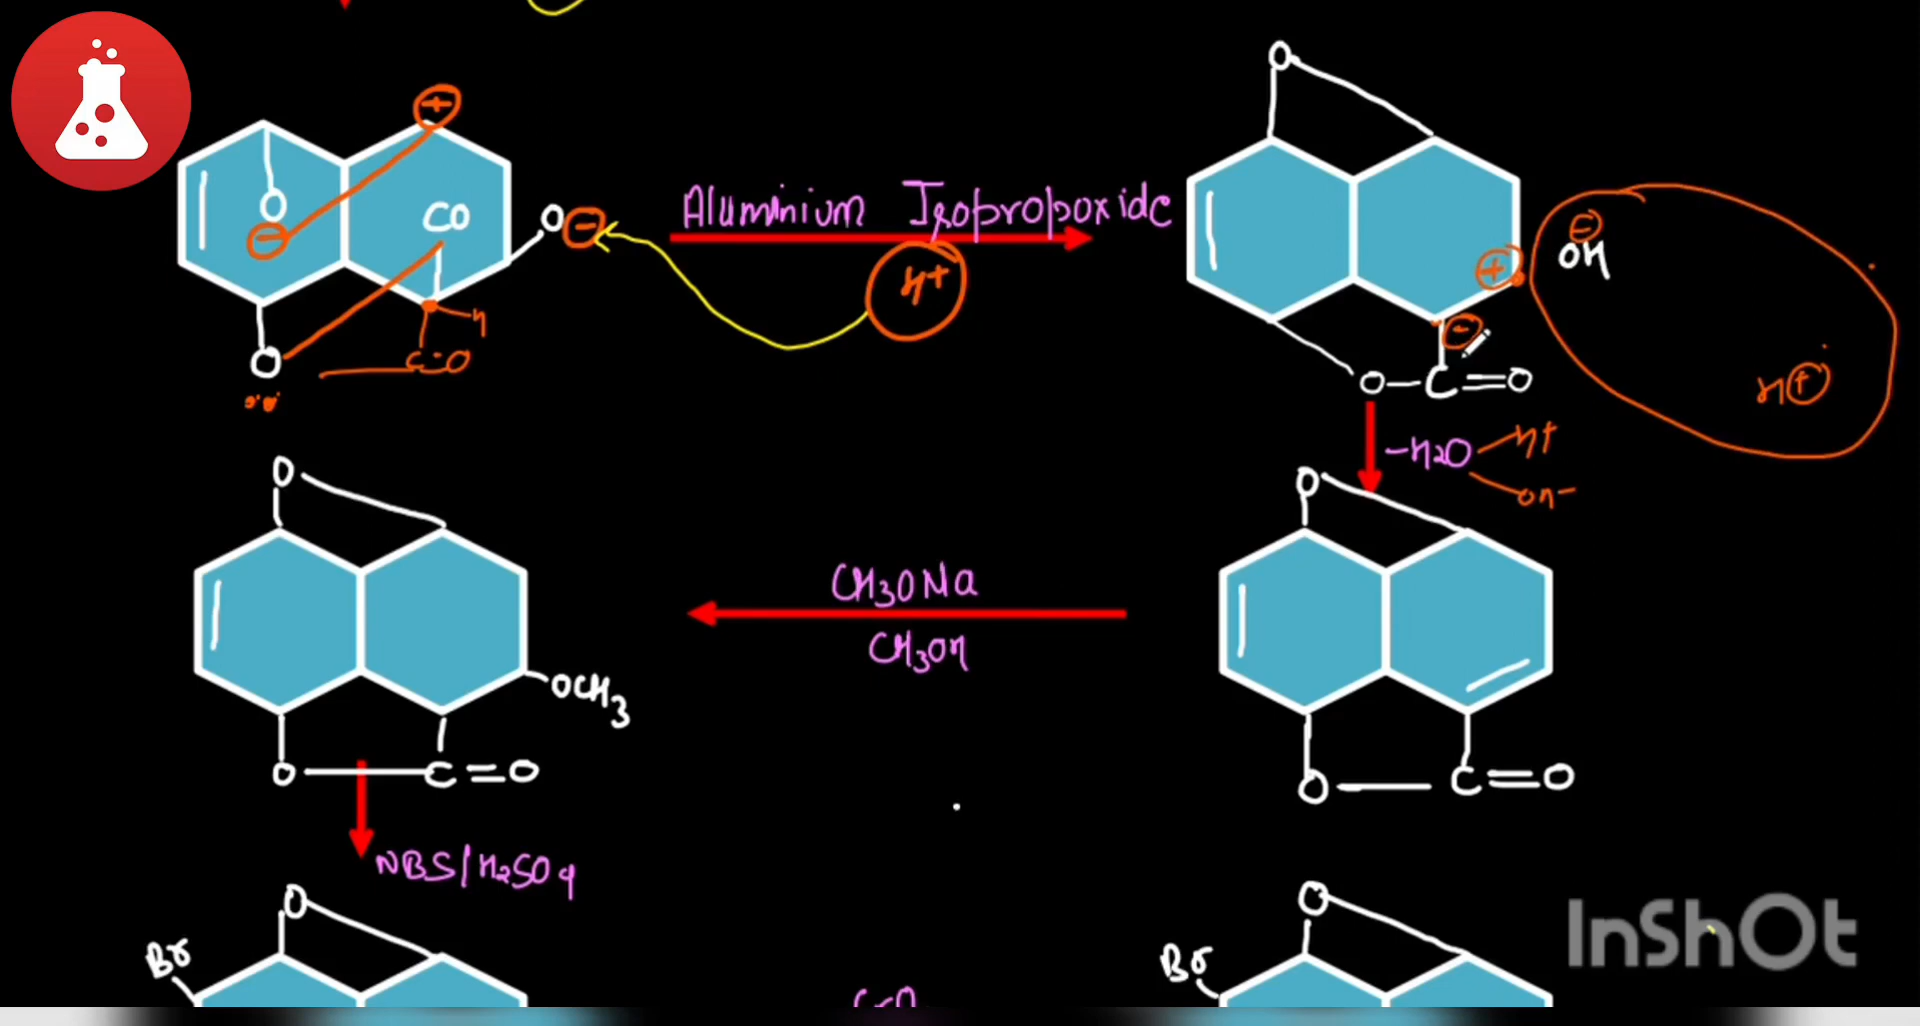 O
+
O
−
CO
O −
H
C=O
O
Aluminium Isopropoxide
H+
⊖
OH
+
−
O—C=O
H+
-H2O
H+
OH−
O
O
CH3ONa
CH3OH
OCH3
O—C=O
O—C=O
NBS/H2SO4
O
Br
O
Br
InShOt